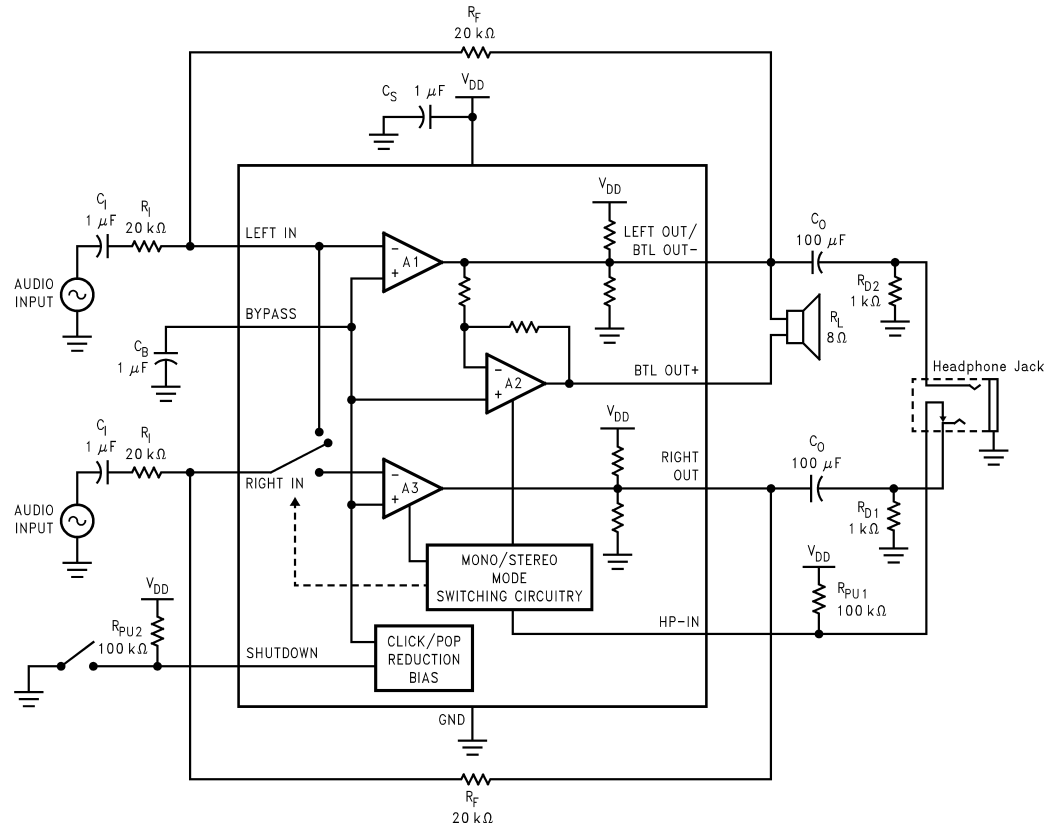 R_F
20 kΩ
C_S 1 μF
V_DD
C_I
1 μF
R_I
20 kΩ
AUDIO
INPUT
LEFT IN
A1
-
+
V_DD
LEFT OUT/
BTL OUT-
C_O
100 μF
R_D2
1 kΩ
BYPASS
C_B
1 μF
R_L
8Ω
A2
-
+
BTL OUT+
Headphone Jack
C_I
1 μF
R_I
20 kΩ
AUDIO
INPUT
RIGHT IN
A3
-
+
V_DD
RIGHT
OUT
C_O
100 μF
R_D1
1 kΩ
MONO/STEREO
MODE
SWITCHING CIRCUITRY
V_DD
R_PU1
100 kΩ
HP-IN
V_DD
R_PU2
100 kΩ
SHUTDOWN
CLICK/POP
REDUCTION
BIAS
GND
R_F
20 kΩ